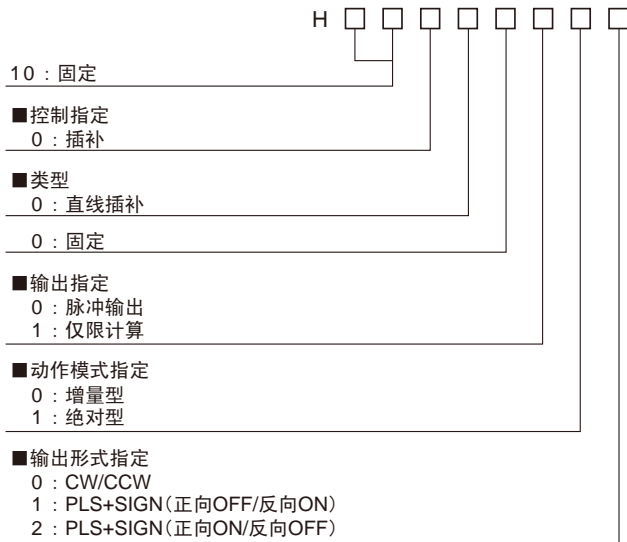 H □ □ □ □ □ □ □ □
10：固定
■控制指定
0：插补
■类型
0：直线插补
0：固定
■输出指定
0：脉冲输出
1：仅限计算
■动作模式指定
0：增量型
1：绝对型
■输出形式指定
0：CW/CCW
1：PLS+SIGN（正向OFF/反向ON）
2：PLS+SIGN（正向ON/反向OFF）